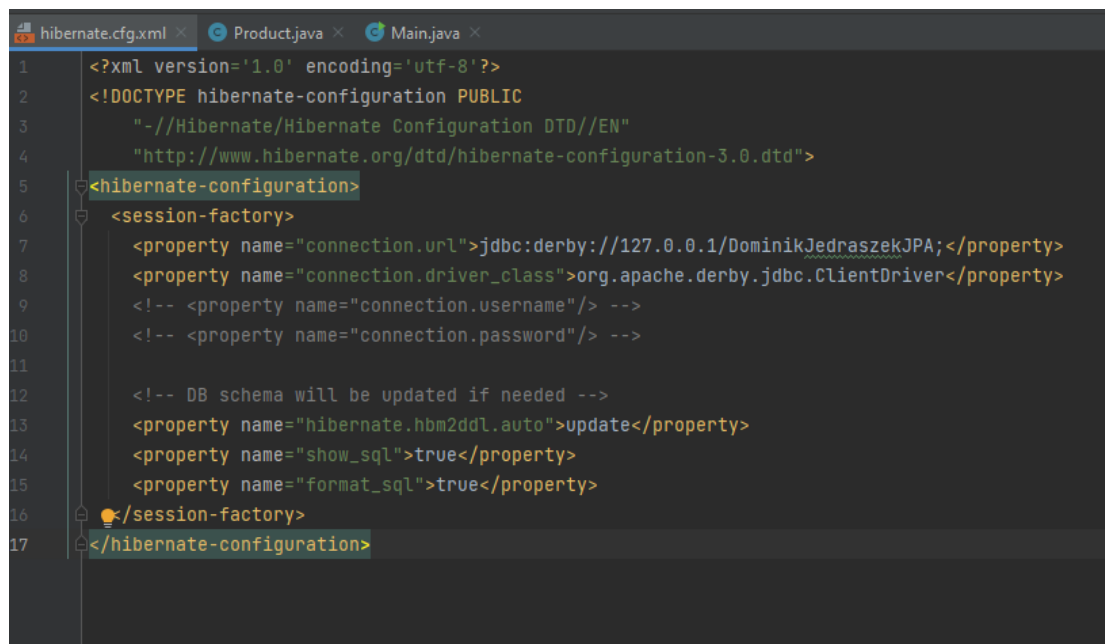 hibernate.cfg.xml Product.java Main.java
1 <?xml version='1.0' encoding='utf-8'?>
2 <!DOCTYPE hibernate-configuration PUBLIC
3 "-//Hibernate/Hibernate Configuration DTD//EN"
4 "http://www.hibernate.org/dtd/hibernate-configuration-3.0.dtd">
5 <hibernate-configuration>
6 <session-factory>
7 <property name="connection.url">jdbc:derby://127.0.0.1/DominikJedraszekJPA;</property>
8 <property name="connection.driver_class">org.apache.derby.jdbc.ClientDriver</property>
9 <!-- <property name="connection.username"/> -->
10 <!-- <property name="connection.password"/> -->
11
12 <!-- DB schema will be updated if needed -->
13 <property name="hibernate.hbm2ddl.auto">update</property>
14 <property name="show_sql">true</property>
15 <property name="format_sql">true</property>
16 </session-factory>
17 </hibernate-configuration>